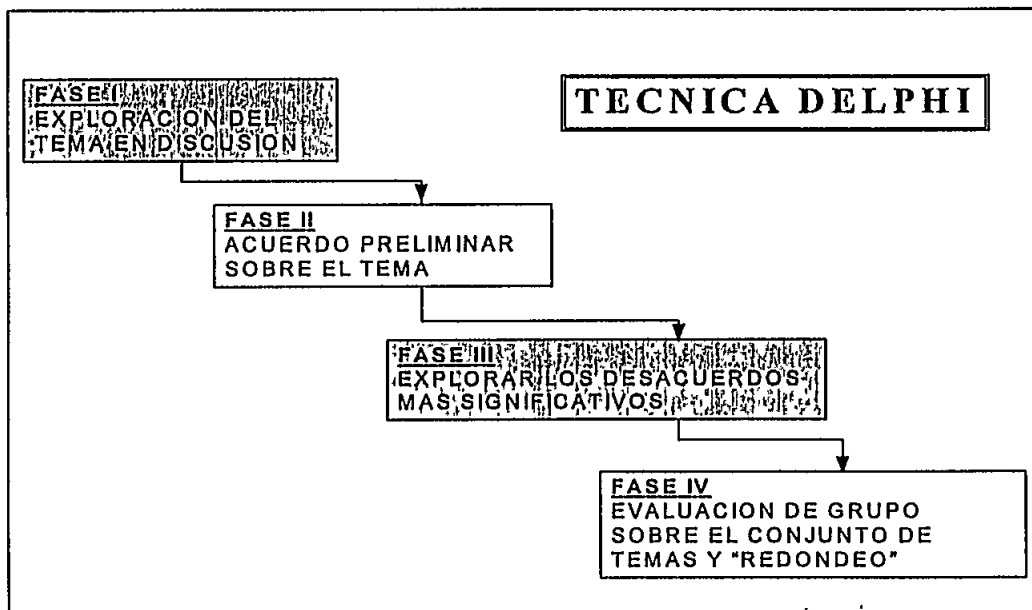 TECNICA DELPHI
FASE I
EXPLORACION DEL
TEMA EN DISCUSION
FASE II
ACUERDO PRELIMINAR
SOBRE EL TEMA
FASE III
EXPLORAR LOS DESACUERDOS
MAS SIGNIFICATIVOS
FASE IV
EVALUACION DE GRUPO
SOBRE EL CONJUNTO DE
TEMAS Y "REDONDEO"